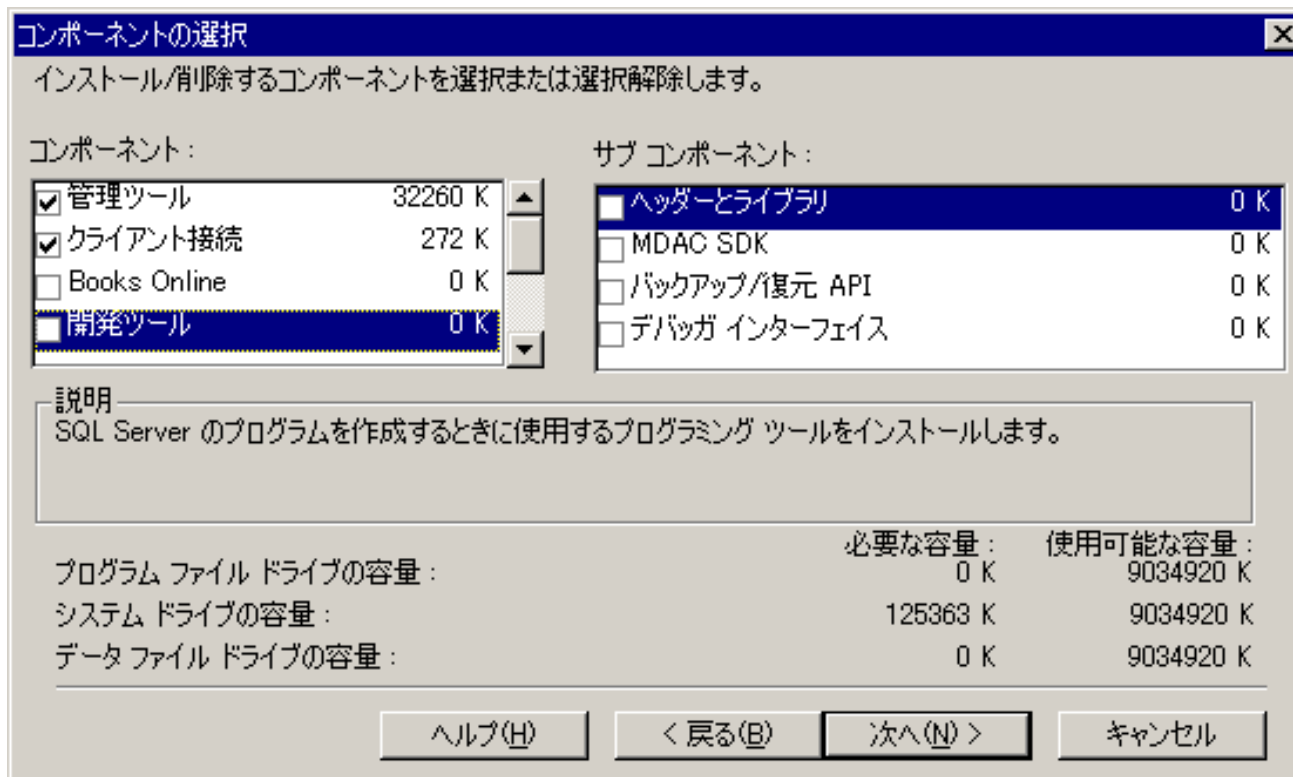 コンポーネントの選択
インストール/削除するコンポーネントを選択または選択解除します。
コンポーネント：
管理ツール 32260 K
クライアント接続 272 K
Books Online 0 K
開発ツール 0 K
サブ コンポーネント：
ヘッダーとライブラリ 0 K
MDAC SDK 0 K
バックアップ/復元 API 0 K
デバッガ インターフェイス 0 K
説明
SQL Server のプログラムを作成するときに使用するプログラミング ツールをインストールします。
必要な容量： 使用可能な容量：
プログラム ファイル ドライブの容量： 0 K 9034920 K
システム ドライブの容量： 125363 K 9034920 K
データ ファイル ドライブの容量： 0 K 9034920 K
ヘルプ(H) < 戻る(B) 次へ(N) > キャンセル